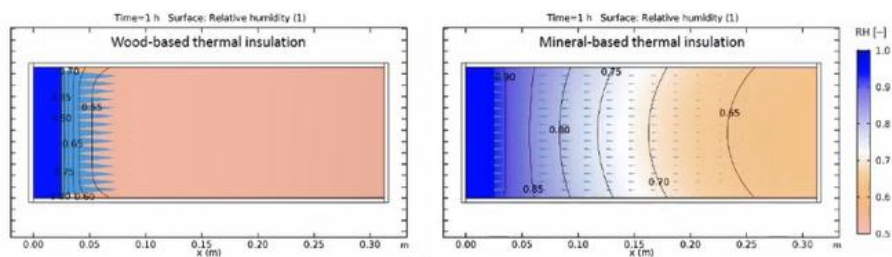 Time=1 h   Surface: Relative humidity (1)
Wood-based thermal insulation
0.70
0.55
0.65
0.75
0.60
0.00 0.05 0.10 0.15 0.20 0.25 0.30 m
x (m)
Time=1 h   Surface: Relative humidity (1)
Mineral-based thermal insulation
0.90
0.75
0.80
0.65
0.85
0.70
0.00 0.05 0.10 0.15 0.20 0.25 0.30 m
x (m)
RH [−]
1.0
0.9
0.8
0.7
0.6
0.5